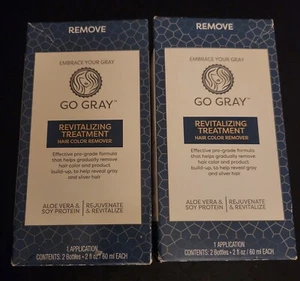 REMOVE
EMBRACE YOUR GRAY
GO GRAY™
REVITALIZING
TREATMENT
HAIR COLOR REMOVER
Effective pro-grade formula
that helps gradually remove
hair color and product
build-up, to help reveal gray
and silver hair
ALOE VERA & SOY PROTEIN | REJUVENATE & REVITALIZE
1 APPLICATION
CONTENTS: 2 Bottles - 2 fl oz / 60 ml EACH
REMOVE
EMBRACE YOUR GRAY
GO GRAY™
REVITALIZING
TREATMENT
HAIR COLOR REMOVER
Effective pro-grade formula
that helps gradually remove
hair color and product
build-up, to help reveal gray
and silver hair
ALOE VERA & SOY PROTEIN | REJUVENATE & REVITALIZE
1 APPLICATION
CONTENTS: 2 Bottles - 2 fl oz / 60 ml EACH